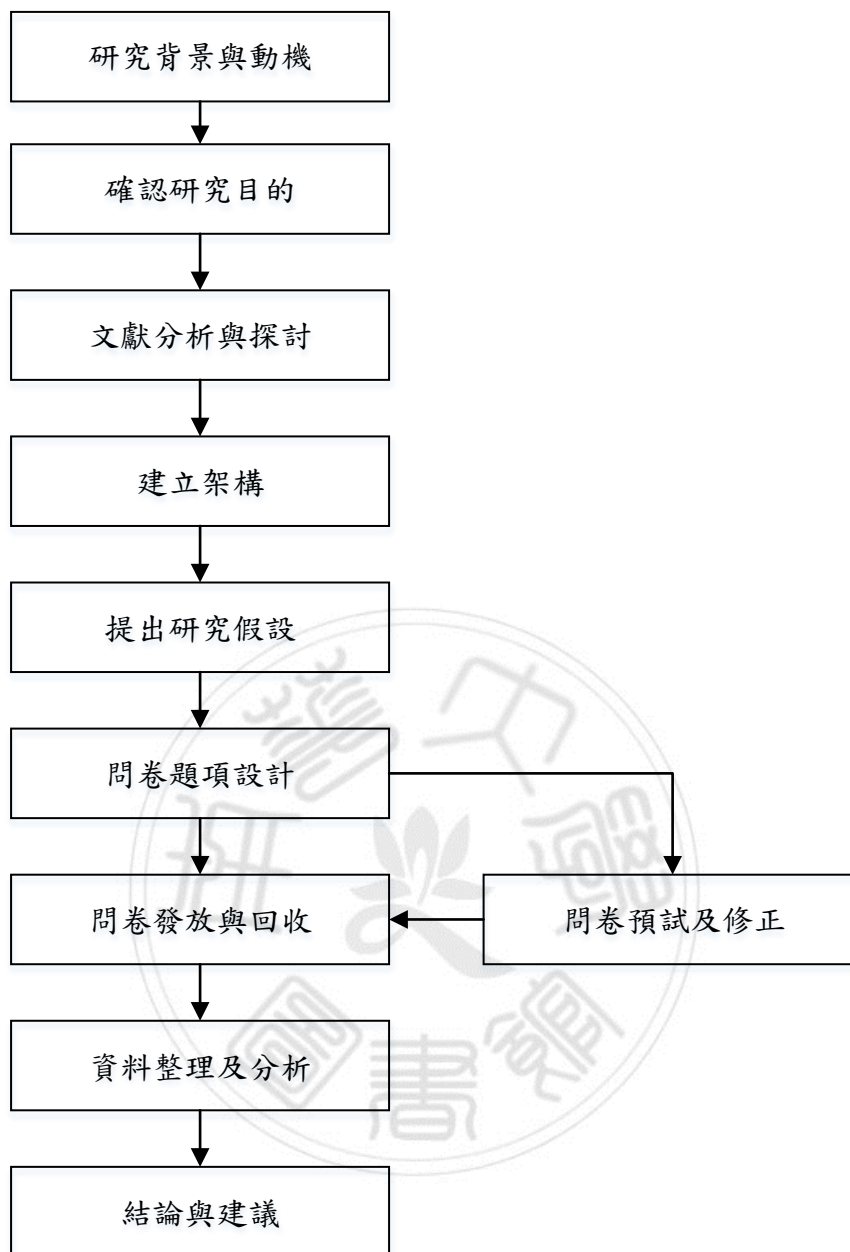 研究背景與動機
確認研究目的
文獻分析與探討
建立架構
提出研究假設
問卷題項設計
問卷發放與回收
問卷預試及修正
資料整理及分析
結論與建議